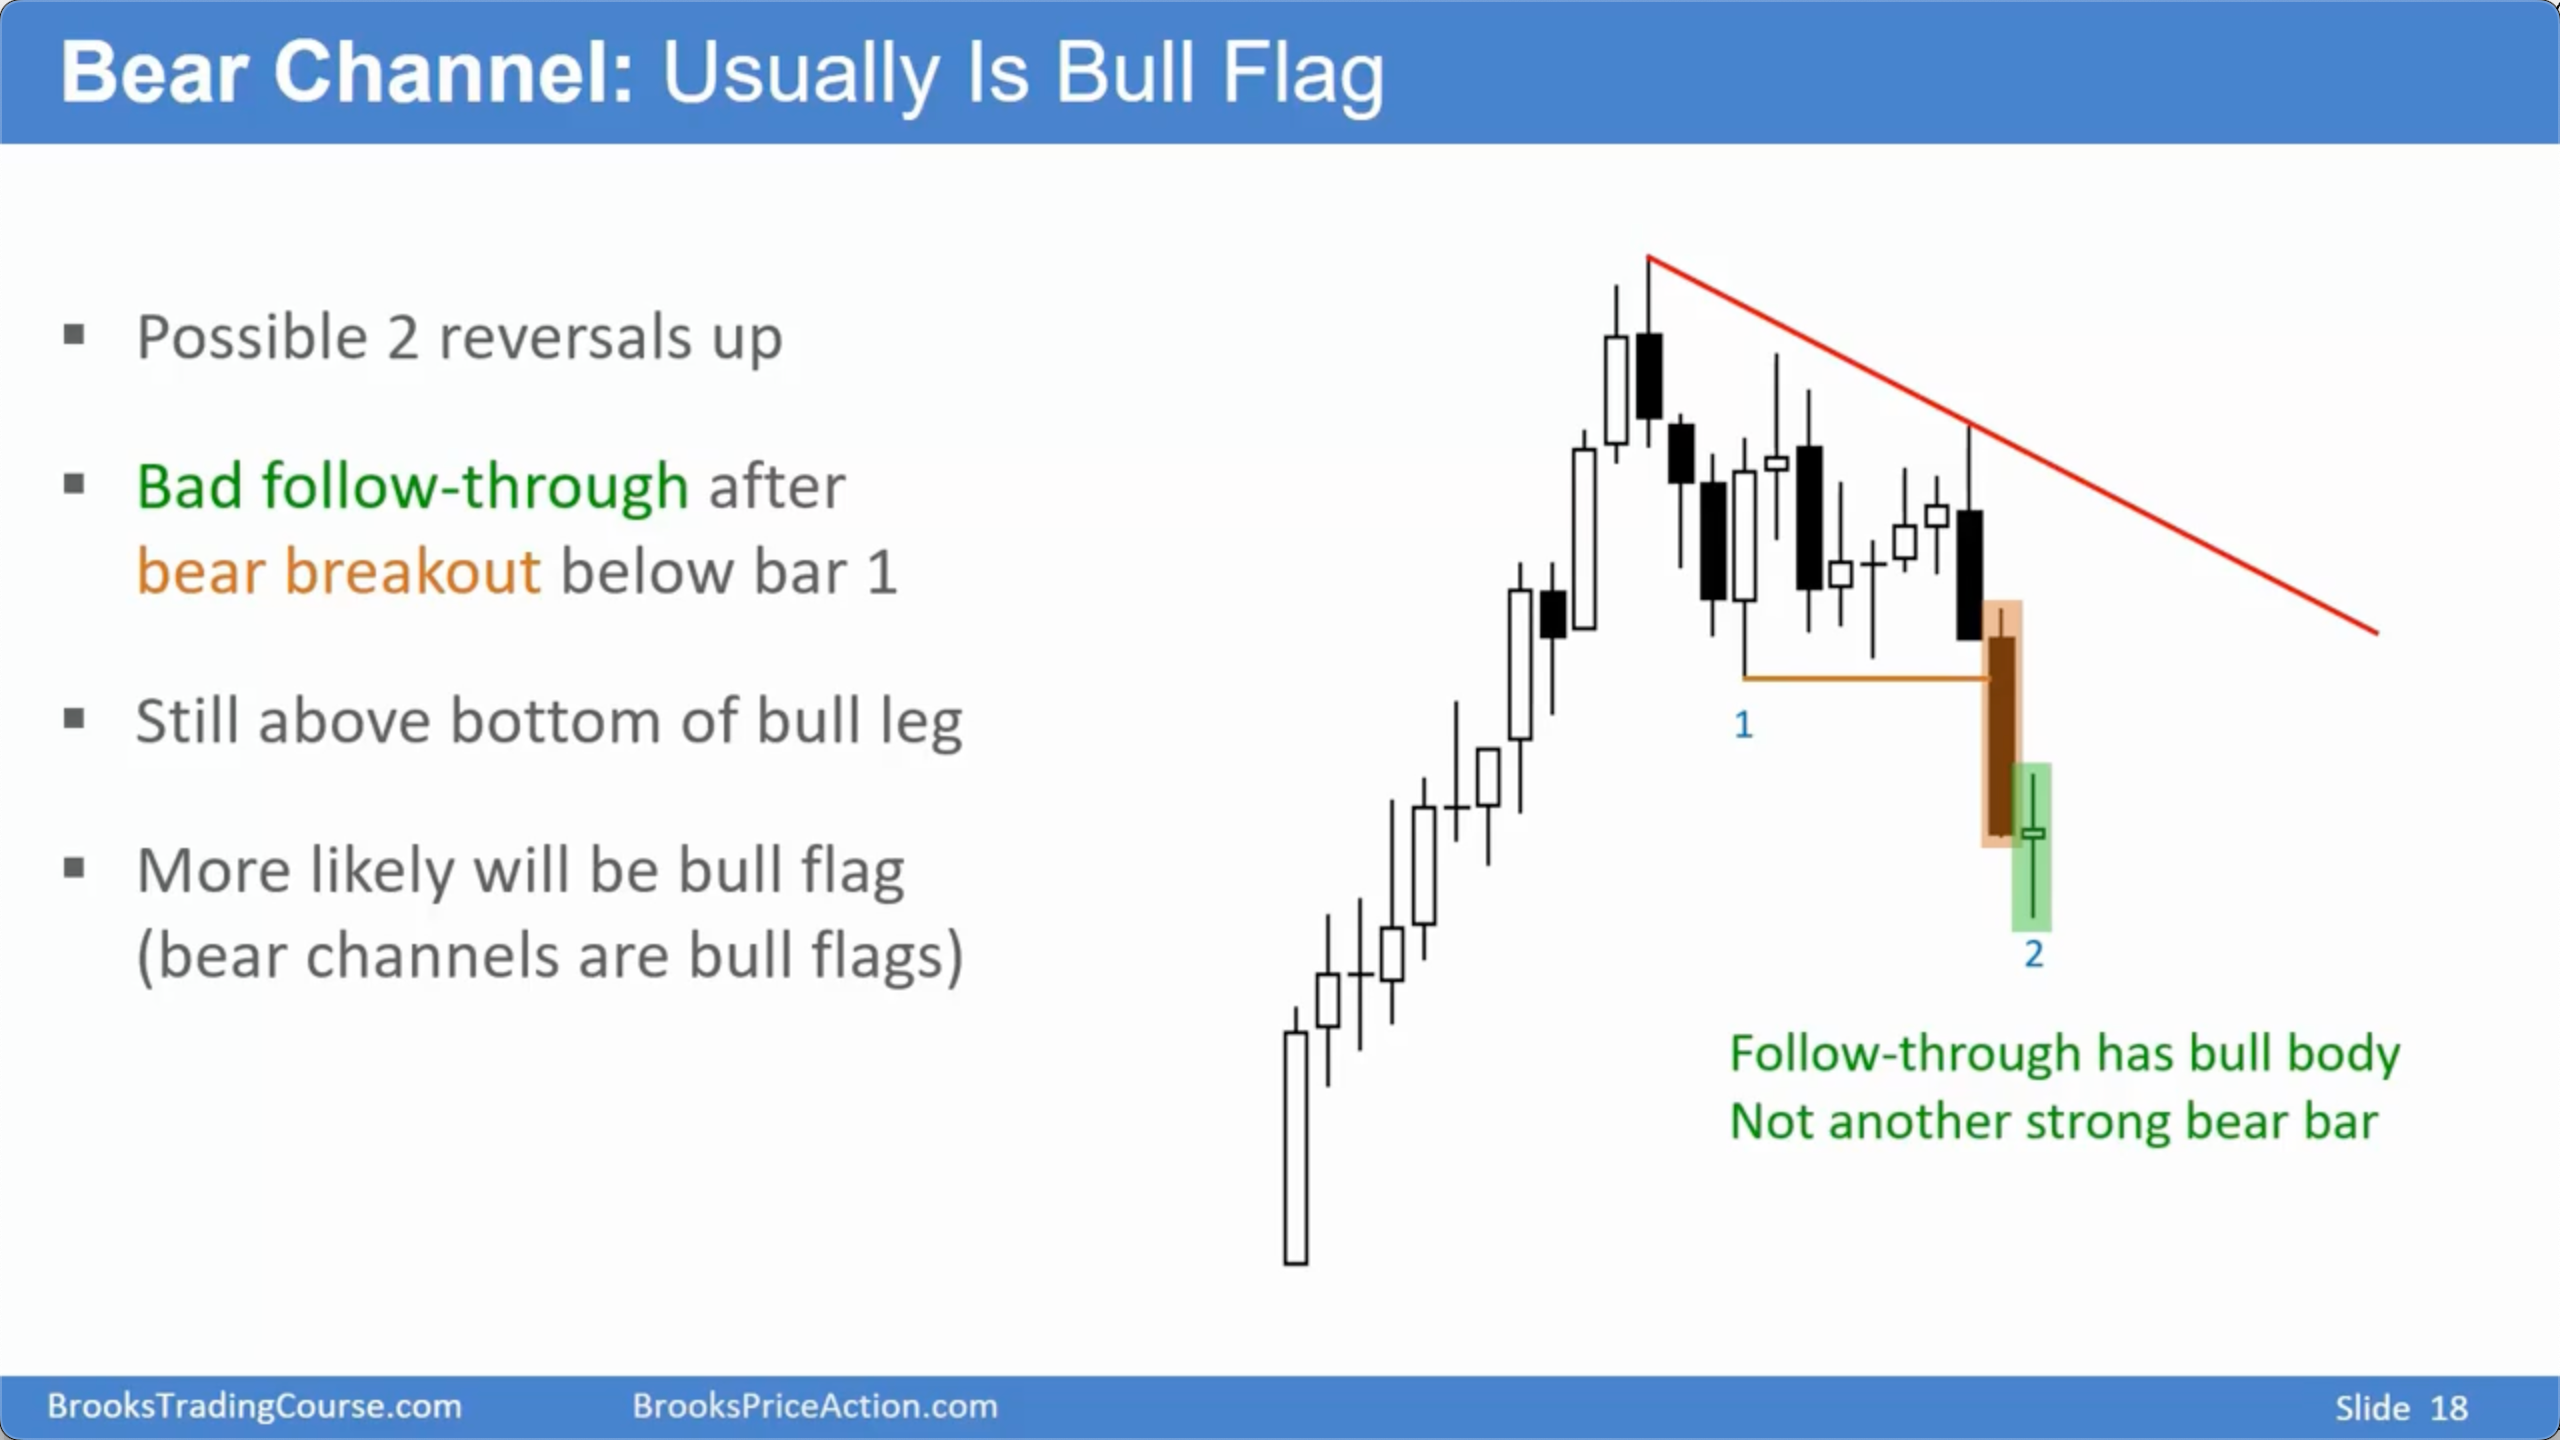 Bear Channel: Usually Is Bull Flag
▪ Possible 2 reversals up
▪ Bad follow-through after
bear breakout below bar 1
▪ Still above bottom of bull leg
▪ More likely will be bull flag
(bear channels are bull flags)
1
2
Follow-through has bull body
Not another strong bear bar
BrooksTradingCourse.com
BrooksPriceAction.com
Slide 18